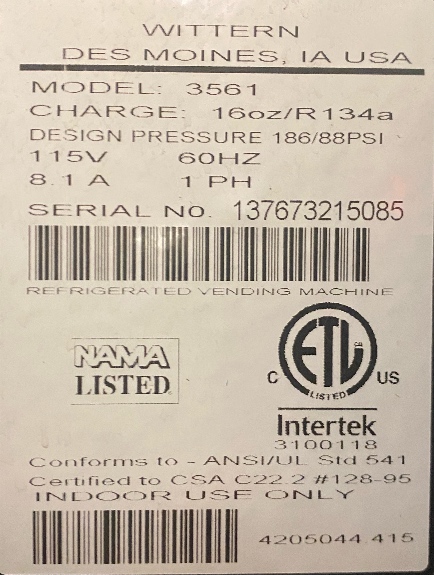 WITTERN
DES MOINES, IA USA
MODEL: 3561
CHARGE: 16oz/R134a
DESIGN PRESSURE 186/88PSI
115V 60HZ
8.1 A 1 PH
SERIAL No. 137673215085
REFRIGERATED VENDING MACHINE
NAMA
LISTED
ETL
CM
LISTED
C US
Intertek
3100118
Conforms to - ANSI/UL Std 541
Certified to CSA C22.2 #128-95
INDOOR USE ONLY
4205044.415